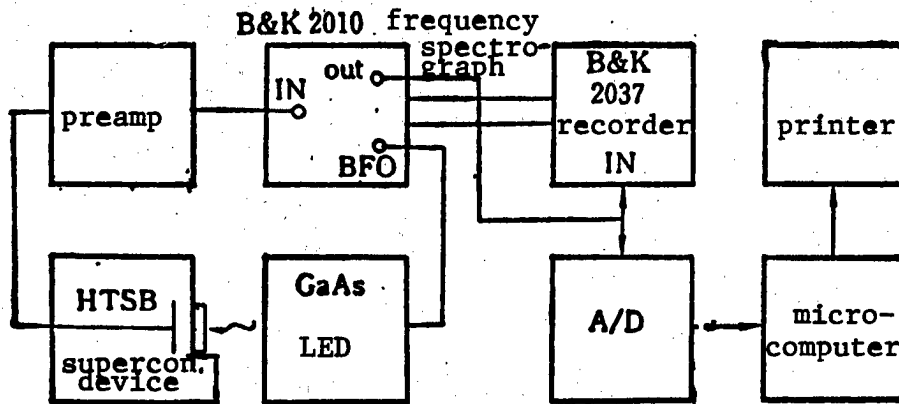 B&K 2010 frequency
spectro-
graph
preamp
IN
out
BFO
B&K
2037
recorder
IN
printer
HTSB
supercon.
device
GaAs
LED
A/D
micro-
computer